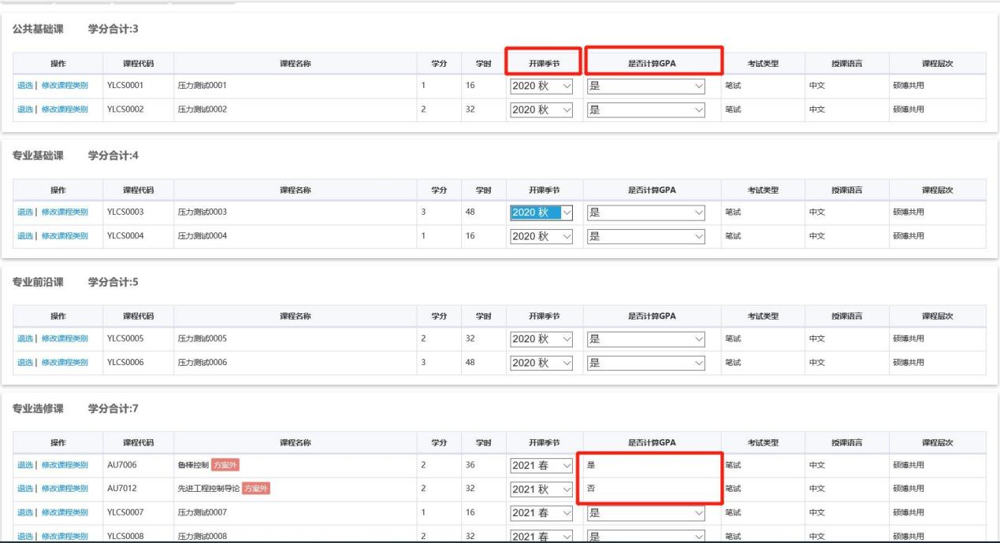 公共基础课 学分合计:3
操作 课程代码 课程名称 学分 学时 开课季节 是否计算GPA 考试类型 授课语言 课程层次
退选 | 修改课程类别 YLCS0001 压力测试0001 1 16 2020 秋 是 笔试 中文 硕博共用
退选 | 修改课程类别 YLCS0002 压力测试0002 2 32 2020 秋 是 笔试 中文 硕博共用
专业基础课 学分合计:4
操作 课程代码 课程名称 学分 学时 开课季节 是否计算GPA 考试类型 授课语言 课程层次
退选 | 修改课程类别 YLCS0003 压力测试0003 3 48 2020 秋 是 笔试 中文 硕博共用
退选 | 修改课程类别 YLCS0004 压力测试0004 1 16 2020 秋 是 笔试 中文 硕博共用
专业前沿课 学分合计:5
操作 课程代码 课程名称 学分 学时 开课季节 是否计算GPA 考试类型 授课语言 课程层次
退选 | 修改课程类别 YLCS0005 压力测试0005 2 32 2020 秋 是 笔试 中文 硕博共用
退选 | 修改课程类别 YLCS0006 压力测试0006 3 48 2020 秋 是 笔试 中文 硕博共用
专业选修课 学分合计:7
操作 课程代码 课程名称 学分 学时 开课季节 是否计算GPA 考试类型 授课语言 课程层次
退选 | 修改课程类别 AU7006 鲁棒控制 方案外 2 36 2021 春 是 笔试 中文 硕博共用
退选 | 修改课程类别 AU7012 先进工程控制导论 方案外 2 32 2021 秋 否 笔试 中文 硕博共用
退选 | 修改课程类别 YLCS0007 压力测试0007 1 16 2021 春 是 笔试 中文 硕博共用
退选 | 修改课程类别 YLCS0008 压力测试0008 2 32 2021 春 是 笔试 中文 硕博共用